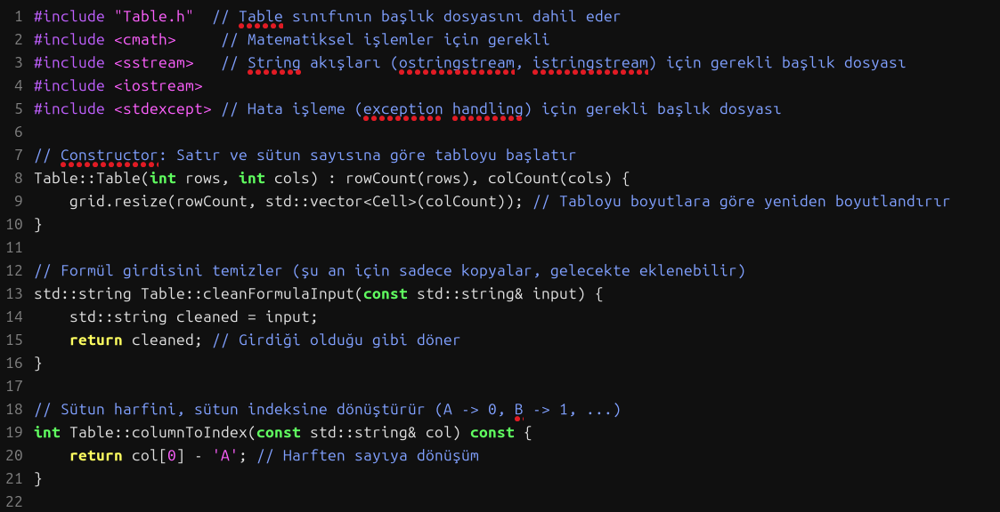 1 #include "Table.h"  // Table sınıfının başlık dosyasını dahil eder
2 #include <cmath>     // Matematiksel işlemler için gerekli
3 #include <sstream>   // String akışları (ostringstream, istringstream) için gerekli başlık dosyası
4 #include <iostream>
5 #include <stdexcept> // Hata işleme (exception handling) için gerekli başlık dosyası
6
7 // Constructor: Satır ve sütun sayısına göre tabloyu başlatır
8 Table::Table(int rows, int cols) : rowCount(rows), colCount(cols) {
9     grid.resize(rowCount, std::vector<Cell>(colCount)); // Tabloyu boyutlara göre yeniden boyutlandırır
10 }
11
12 // Formül girdisini temizler (şu an için sadece kopyalar, gelecekte eklenebilir)
13 std::string Table::cleanFormulaInput(const std::string& input) {
14     std::string cleaned = input;
15     return cleaned; // Girdiği olduğu gibi döner
16 }
17
18 // Sütun harfini, sütun indeksine dönüştürür (A -> 0, B -> 1, ...)
19 int Table::columnToIndex(const std::string& col) const {
20     return col[0] - 'A'; // Harften sayıya dönüşüm
21 }
22